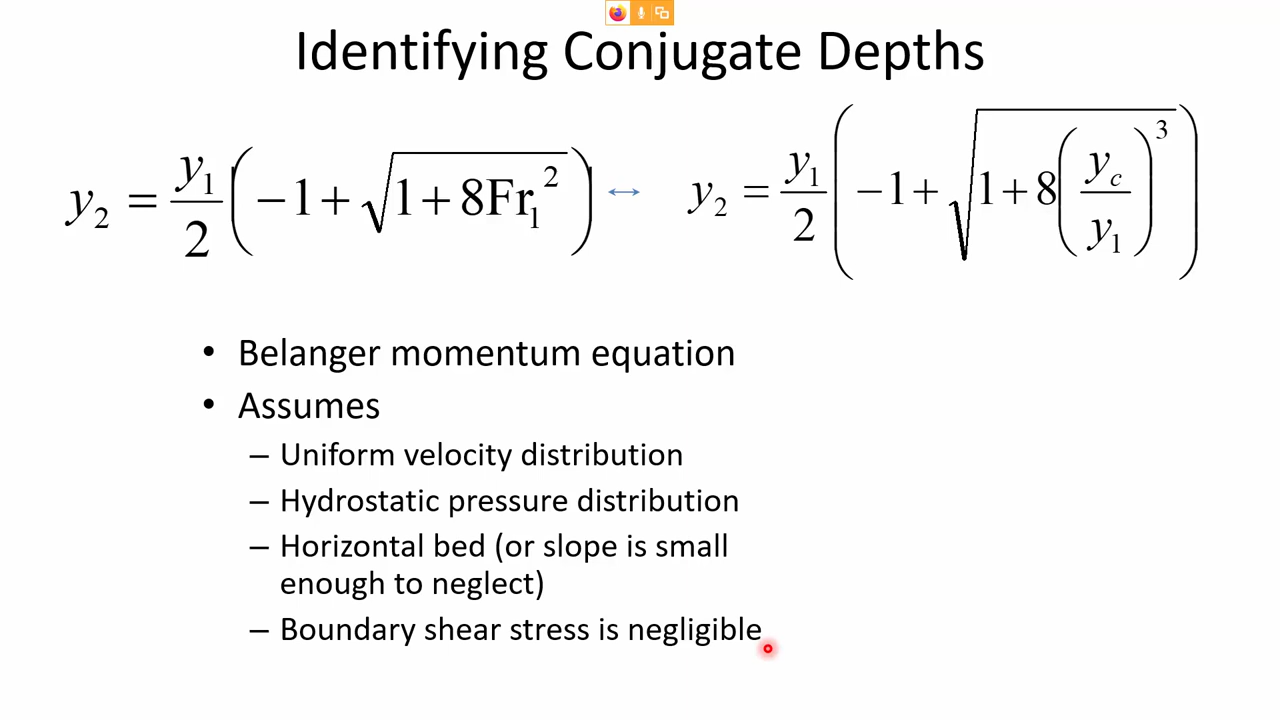 Identifying Conjugate Depths
y₂ = y₁/2 (−1 + √(1 + 8Fr₁²)) ↔ y₂ = y₁/2 (−1 + √(1 + 8(y_c/y₁)³))
• Belanger momentum equation
• Assumes
– Uniform velocity distribution
– Hydrostatic pressure distribution
– Horizontal bed (or slope is small
enough to neglect)
– Boundary shear stress is negligible